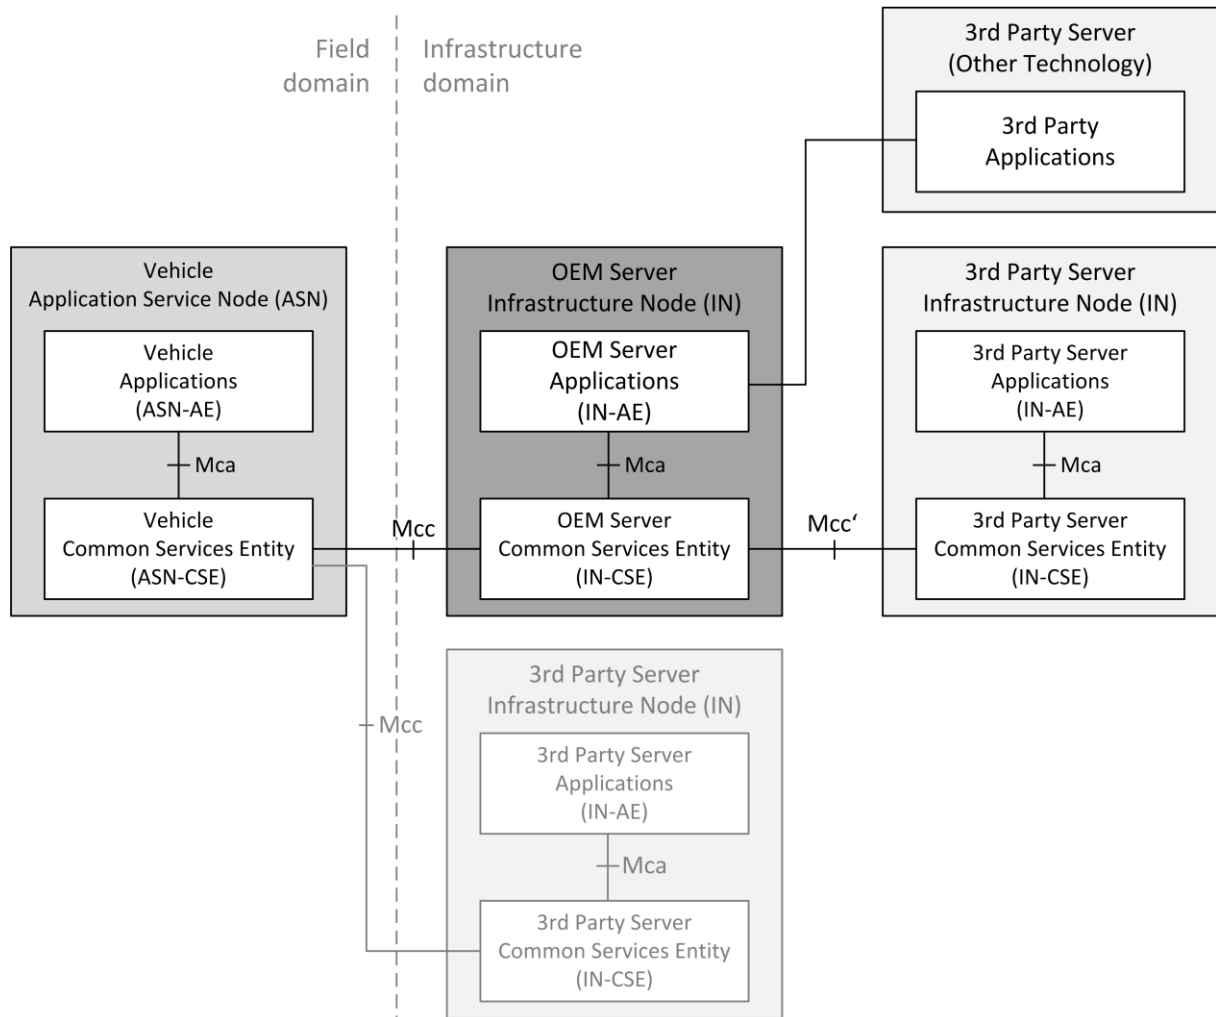 Field
domain
Infrastructure
domain
3rd Party Server
(Other Technology)
3rd Party
Applications
Vehicle
Application Service Node (ASN)
Vehicle
Applications
(ASN-AE)
Mca
Vehicle
Common Services Entity
(ASN-CSE)
Mcc
OEM Server
Infrastructure Node (IN)
OEM Server
Applications
(IN-AE)
Mca
OEM Server
Common Services Entity
(IN-CSE)
Mcc‘
3rd Party Server
Infrastructure Node (IN)
3rd Party Server
Applications
(IN-AE)
Mca
3rd Party Server
Common Services Entity
(IN-CSE)
Mcc
3rd Party Server
Infrastructure Node (IN)
3rd Party Server
Applications
(IN-AE)
Mca
3rd Party Server
Common Services Entity
(IN-CSE)